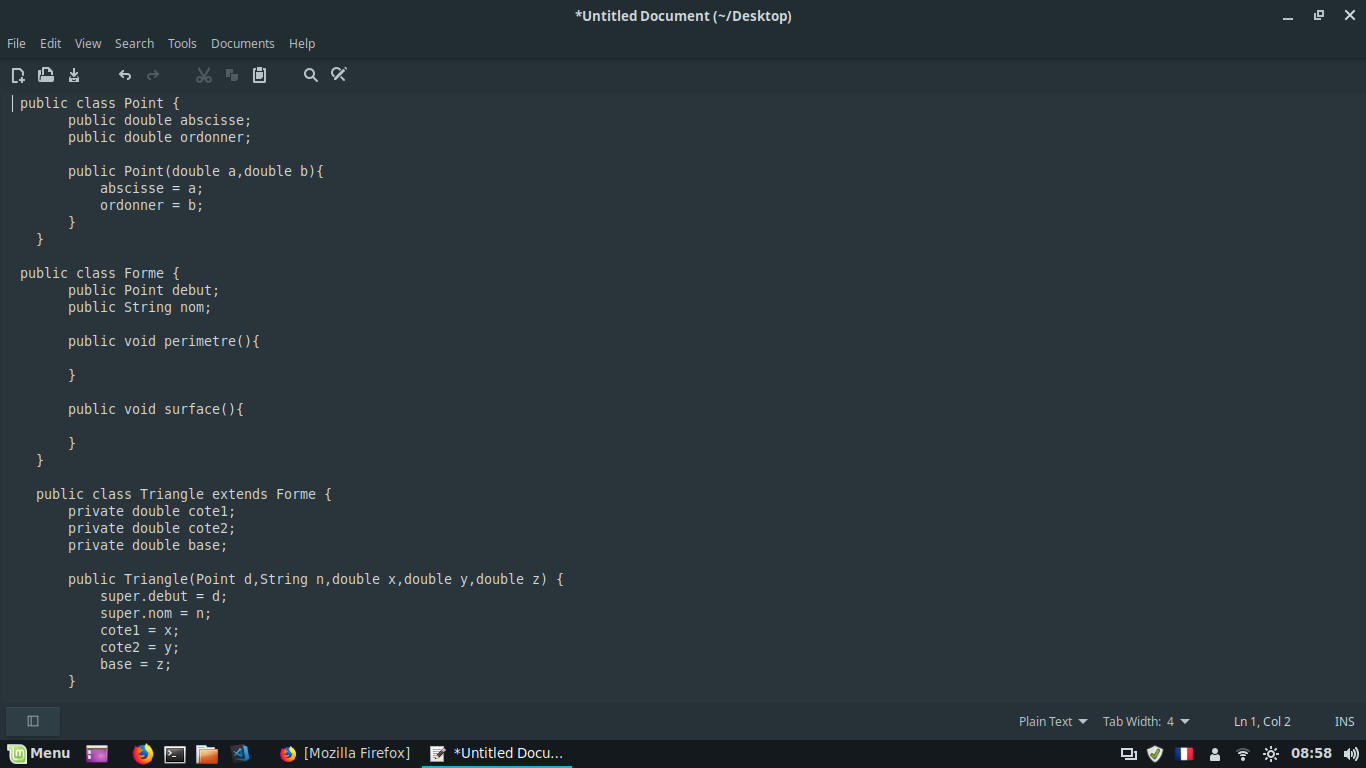 *Untitled Document (~/Desktop)
File Edit View Search Tools Documents Help
public class Point {
public double abscisse;
public double ordonner;
public Point(double a,double b){
abscisse = a;
ordonner = b;
}
}
public class Forme {
public Point debut;
public String nom;
public void perimetre(){
}
public void surface(){
}
}
public class Triangle extends Forme {
private double cote1;
private double cote2;
private double base;
public Triangle(Point d,String n,double x,double y,double z) {
super.debut = d;
super.nom = n;
cote1 = x;
cote2 = y;
base = z;
}
Plain Text Tab Width: 4 Ln 1, Col 2 INS
Menu [Mozilla Firefox] *Untitled Docu... 08:58